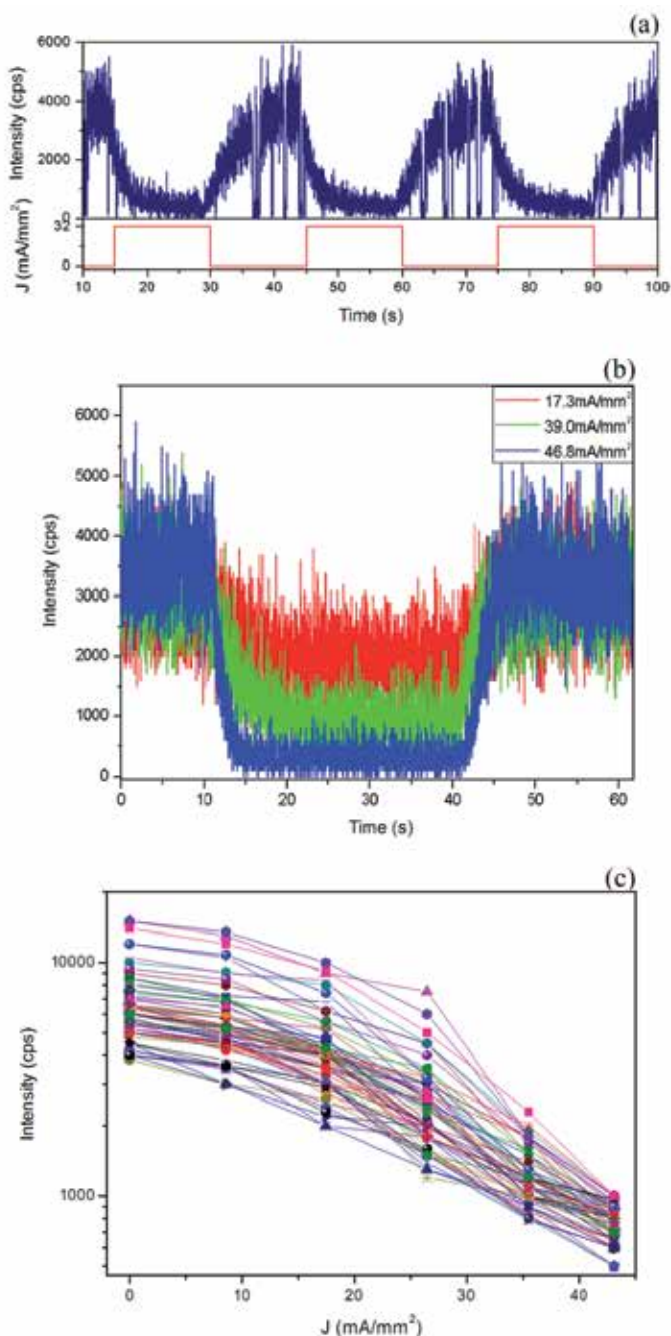 (a)
6000
4000
2000
0
Intensity (cps)
32
0
J (mA/mm²)
10 20 30 40 50 60 70 80 90 100
Time (s)
(b)
17.3mA/mm²
39.0mA/mm²
46.8mA/mm²
6000
5000
4000
3000
2000
1000
0
Intensity (cps)
0 10 20 30 40 50 60
Time (s)
(c)
10000
1000
Intensity (cps)
0 10 20 30 40
J (mA/mm²)